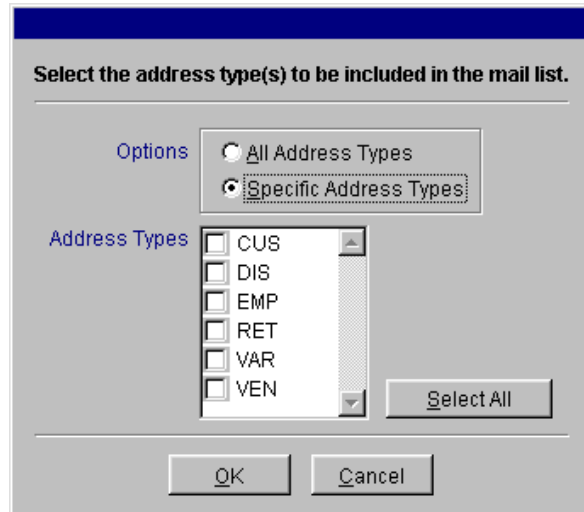 Select the address type(s) to be included in the mail list.
Options
All Address Types
Specific Address Types
Address Types
CUS
DIS
EMP
RET
VAR
VEN
Select All
OK
Cancel